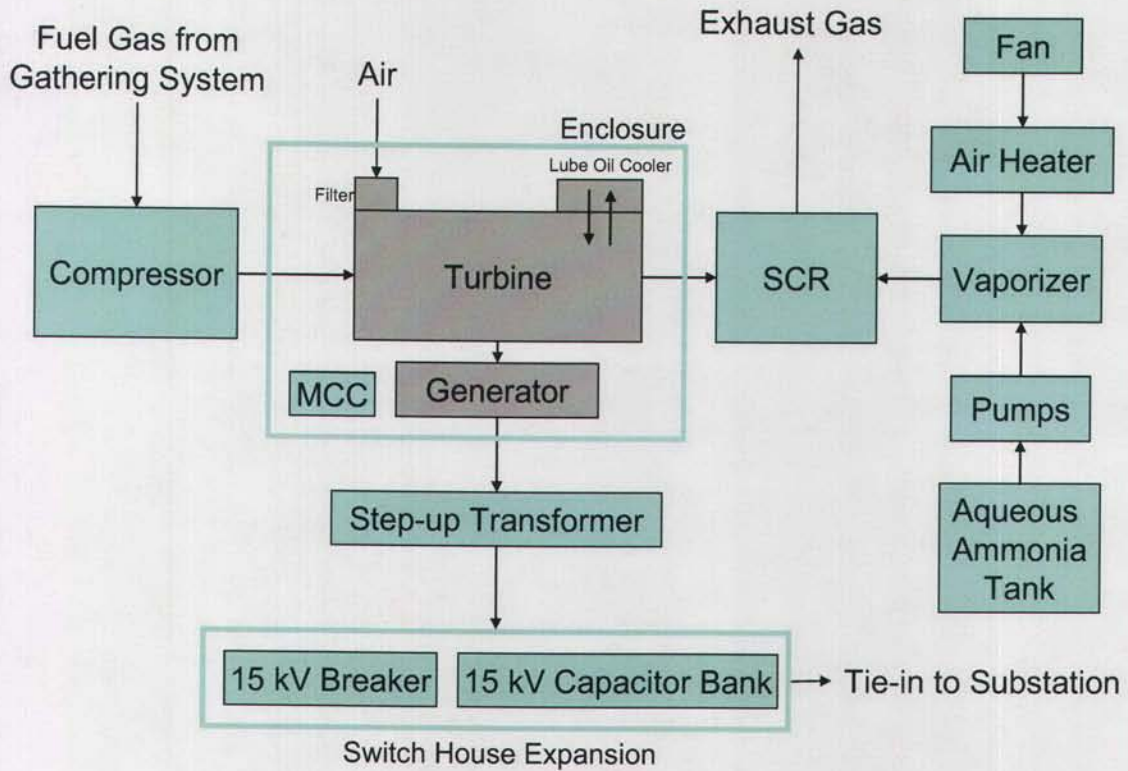 Fuel Gas from
Gathering System
Air
Exhaust Gas
Fan
Enclosure
Lube Oil Cooler
Filter
Air Heater
Compressor
Turbine
SCR
Vaporizer
MCC
Generator
Pumps
Step-up Transformer
Aqueous
Ammonia
Tank
15 kV Breaker
15 kV Capacitor Bank
Tie-in to Substation
Switch House Expansion